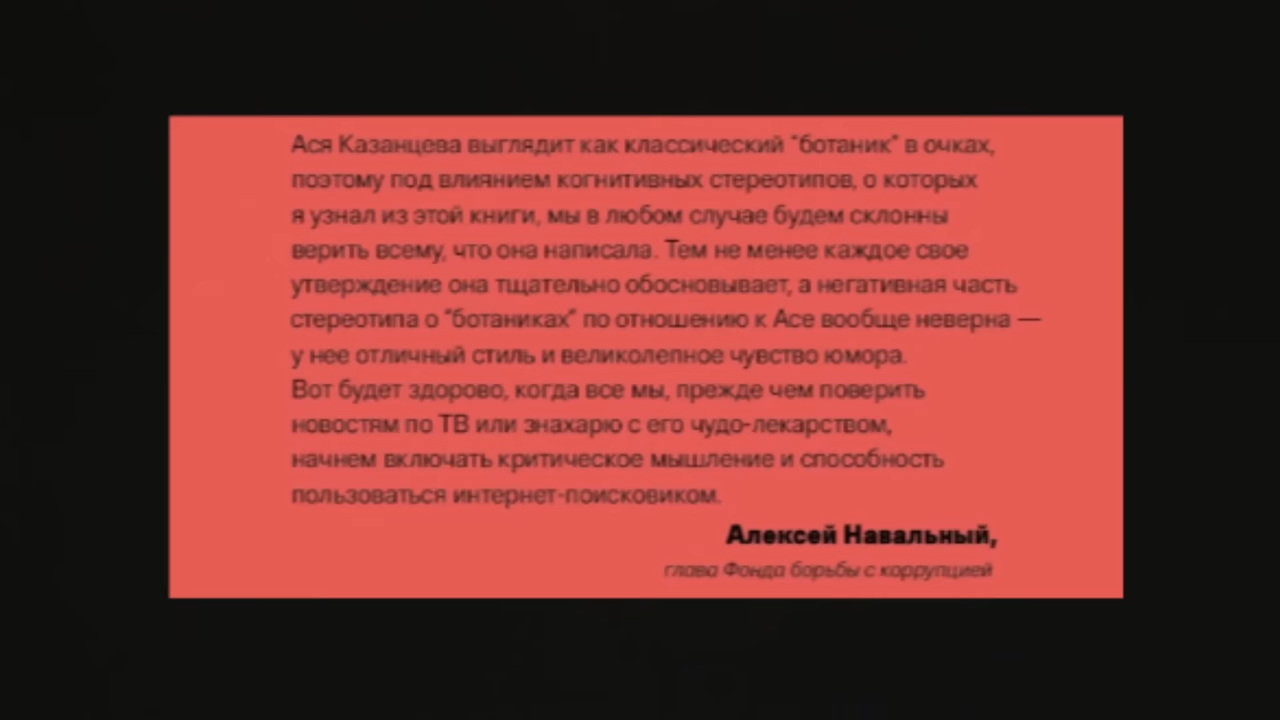 Ася Казанцева выглядит как классический "ботаник" в очках,
поэтому под влиянием когнитивных стереотипов, о которых
я узнал из этой книги, мы в любом случае будем склонны
верить всему, что она написала. Тем не менее каждое свое
утверждение она тщательно обосновывает, а негативная часть
стереотипа о "ботаниках" по отношению к Асе вообще неверна —
у нее отличный стиль и великолепное чувство юмора.
Вот будет здорово, когда все мы, прежде чем поверить
новостям по ТВ или знахарю с его чудо-лекарством,
начнем включать критическое мышление и способность
пользоваться интернет-поисковиком.
Алексей Навальный,
глава Фонда борьбы с коррупцией